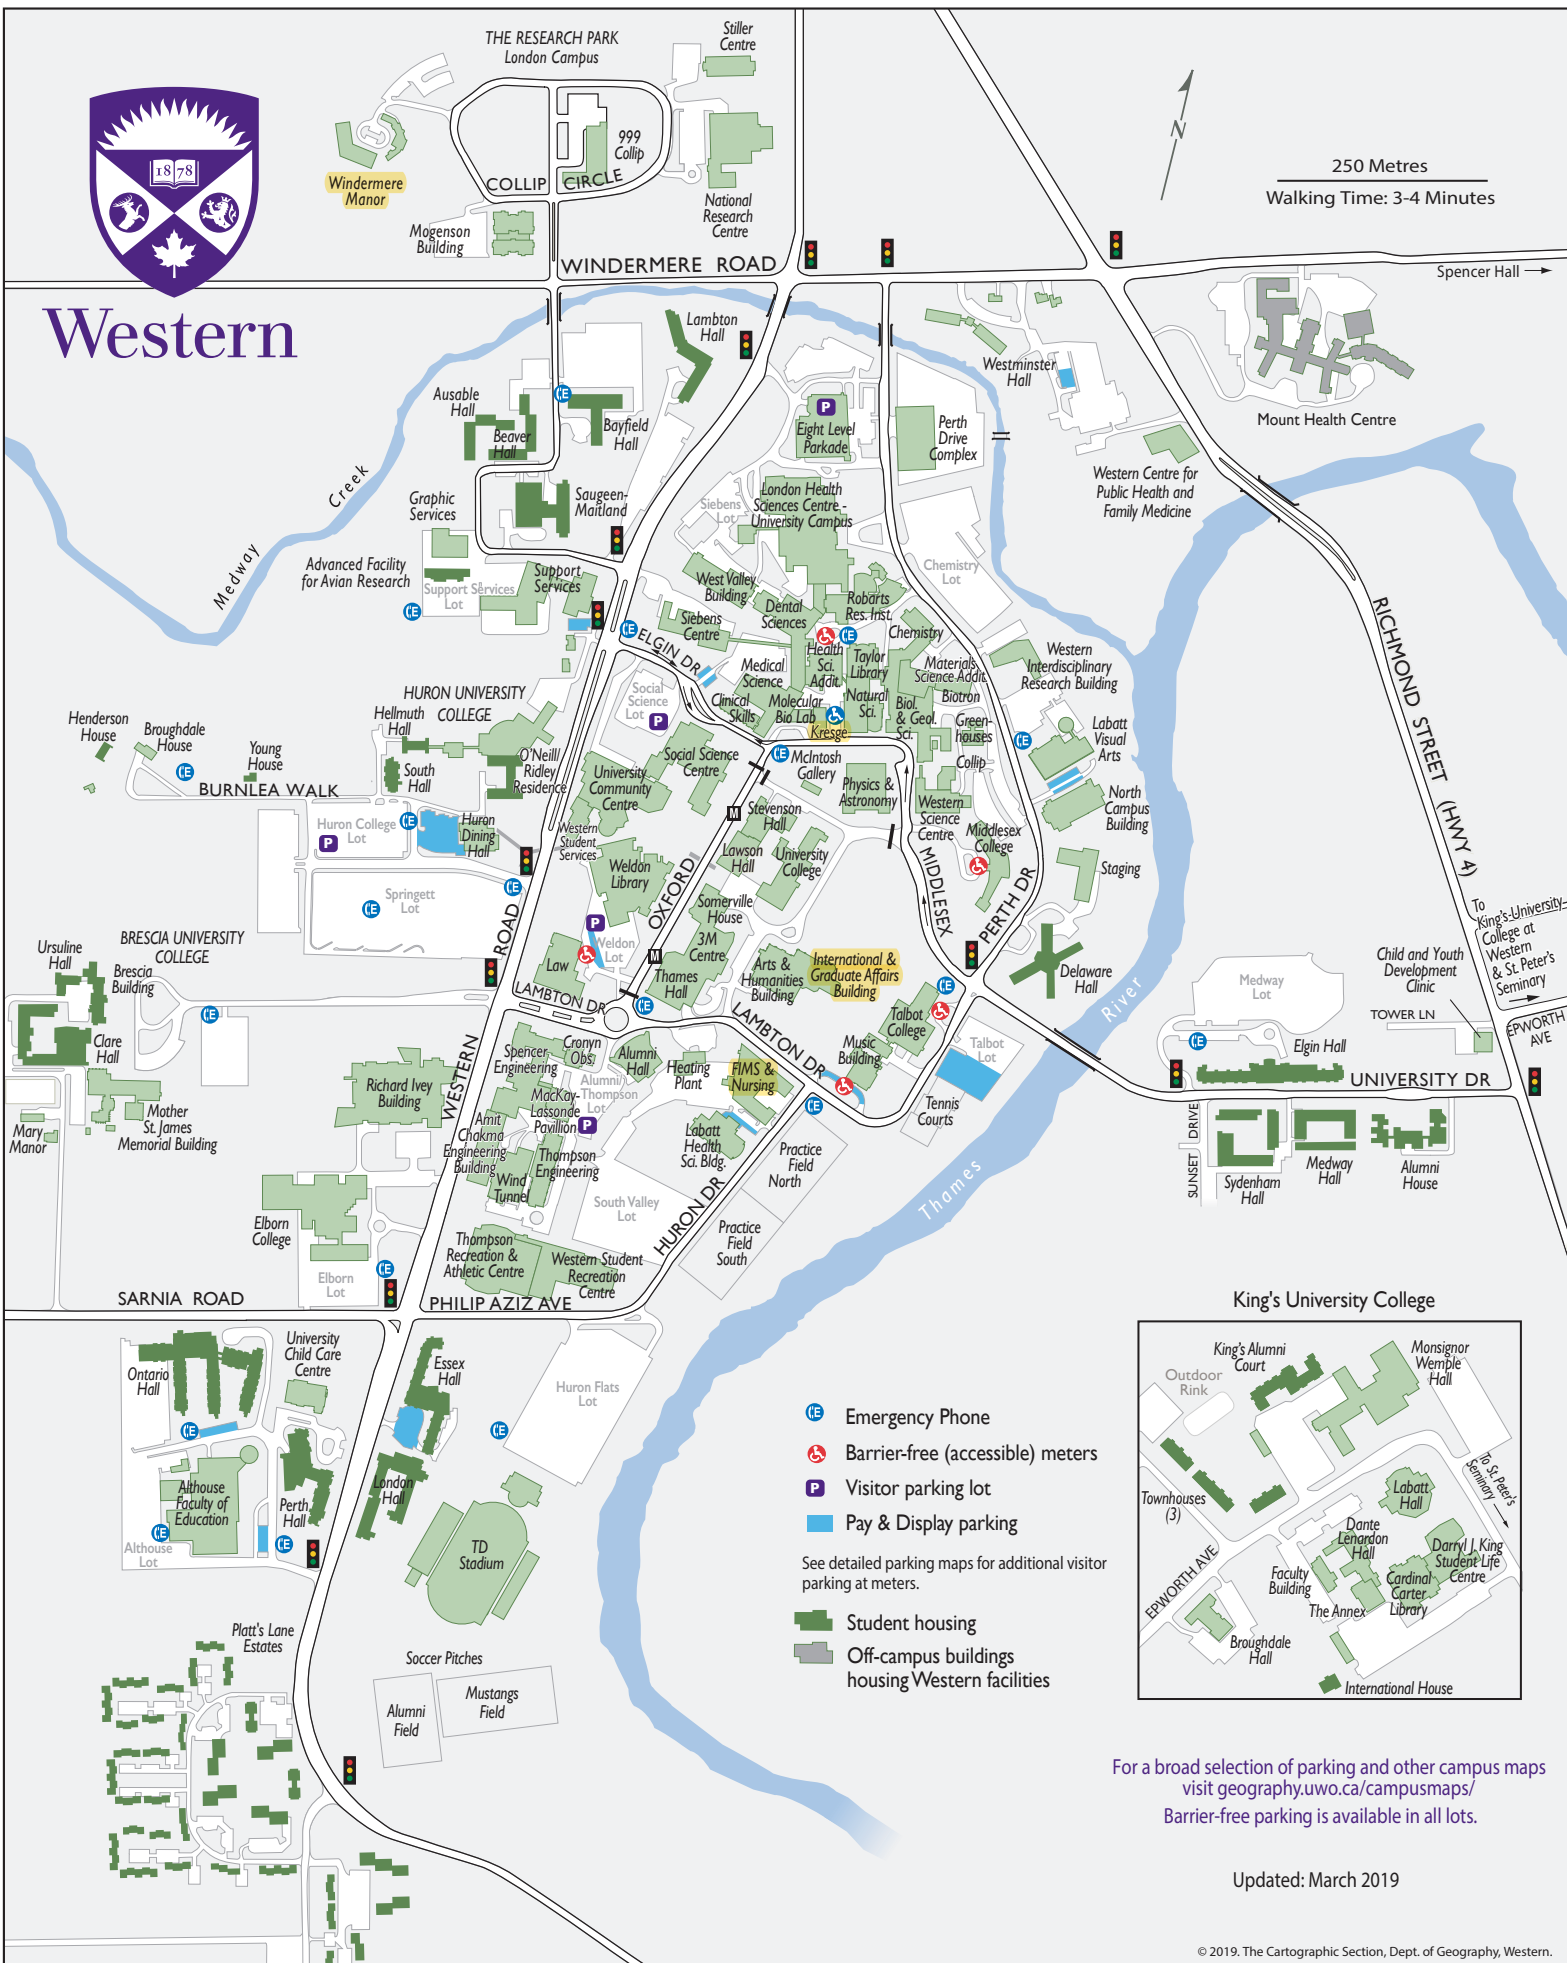 THE RESEARCH PARK
London Campus
Stiller
Centre
999
Collip
COLLIP CIRCLE
Windermere
Manor
Mogenson
Building
National
Research
Centre
1878
Western
N
250 Metres
Walking Time: 3-4 Minutes
WINDERMERE ROAD
Spencer Hall
Lambton
Hall
Westminster
Hall
Mount Health Centre
Ausable
Hall
Beaver
Hall
Bayfield
Hall
P
Eight Level
Parkade
Perth
Drive
Complex
Western Centre for
Public Health and
Family Medicine
Medway Creek
Graphic
Services
Saugeen-
Maitland
Siebens
Lot
London Health
Sciences Centre -
University Campus
Advanced Facility
for Avian Research
Support Services
Lot
Support
Services
Chemistry
Lot
West Valley
Building
Dental
Sciences
Robarts
Res. Inst.
Siebens
Centre
Chemistry
ELGIN DR
Health
Sci.
Addit.
Taylor
Library
Medical
Science
Materials
Science Addit.
Western
Interdisciplinary
Research Building
RICHMOND STREET (HWY 4)
Social
Science
Lot
P
Clinical
Skills
Molecular
Bio Lab
Natural
Sci.
Biotron
Biol.
& Geol.
Sci.
Kresge
Green-
houses
Labatt
Visual
Arts
HURON UNIVERSITY
COLLEGE
Hellmuth
Hall
Henderson
House
Broughdale
House
Young
House
South
Hall
O'Neill/
Ridley
Residence
BURNLEA WALK
Social Science
Centre
McIntosh
Gallery
Collip
University
Community
Centre
Physics &
Astronomy
North
Campus
Building
Huron College
Lot
P
Huron
Dining
Hall
Western
Student
Services
M
Stevenson
Hall
Western
Science
Centre
Middlesex
College
Lawson
Hall
University
College
Weldon
Library
OXFORD
MIDDLESEX
PERTH DR
Staging
Springett
Lot
Somerville
House
To
King's University
College at
Western
& St. Peter's
Seminary
BRESCIA UNIVERSITY
COLLEGE
Ursuline
Hall
Brescia
Building
WESTERN ROAD
P
Weldon
Lot
Law
M
3M
Centre
Thames
Hall
Arts &
Humanities
Building
International &
Graduate Affairs
Building
Delaware
Hall
Child and Youth
Development
Clinic
Medway
Lot
LAMBTON DR
LAMBTON DR
TOWER LN
EPWORTH
AVE
Clare
Hall
Talbot
College
Talbot
Lot
Elgin Hall
UNIVERSITY DR
Spencer
Engineering
Cronyn
Obs.
Alumni
Hall
Heating
Plant
FIMS &
Nursing
Music
Building
Thames River
Richard Ivey
Building
MacKay-
Lassonde
Pavillion
Alumni/
Thompson
Lot
P
Tennis
Courts
Mother
St. James
Memorial Building
Mary
Manor
Amit
Chakma
Engineering
Building
Labatt
Health
Sci. Bldg.
Practice
Field
North
SUNSET DRIVE
Sydenham
Hall
Medway
Hall
Alumni
House
Thompson
Engineering
Wind
Tunnel
South Valley
Lot
HURON DR
Practice
Field
South
Elborn
College
Elborn
Lot
Thompson
Recreation &
Athletic Centre
Western Student
Recreation
Centre
SARNIA ROAD
PHILIP AZIZ AVE
Ontario
Hall
University
Child Care
Centre
Essex
Hall
Huron Flats
Lot
Althouse
Faculty of
Education
Perth
Hall
London
Hall
Althouse
Lot
TD
Stadium
Platt's Lane
Estates
Soccer Pitches
Alumni
Field
Mustangs
Field
Emergency Phone
Barrier-free (accessible) meters
P Visitor parking lot
Pay & Display parking
See detailed parking maps for additional visitor
parking at meters.
Student housing
Off-campus buildings
housing Western facilities
King's University College
King's Alumni
Court
Monsignor
Wemple
Hall
Outdoor
Rink
Townhouses
(3)
Labatt
Hall
To St. Peter's
Seminary
Dante
Lenardon
Hall
Darryl J. King
Student Life
Centre
Faculty
Building
Cardinal
Carter
Library
The Annex
EPWORTH AVE
Broughdale
Hall
International House
For a broad selection of parking and other campus maps
visit geography.uwo.ca/campusmaps/
Barrier-free parking is available in all lots.
Updated: March 2019
© 2019. The Cartographic Section, Dept. of Geography, Western.